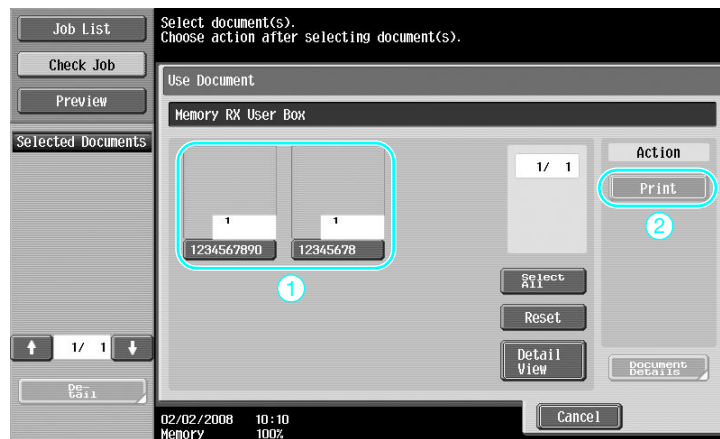 Job List
Check Job
Preview
Selected Documents
1/ 1
De-
tail
Select document(s).
Choose action after selecting document(s).
Use Document
Memory RX User Box
1
1234567890
1
12345678
1
1/ 1
Select
All
Reset
Detail
View
Action
Print
2
Document
Details
02/02/2008 10:10
Memory 100%
Cancel